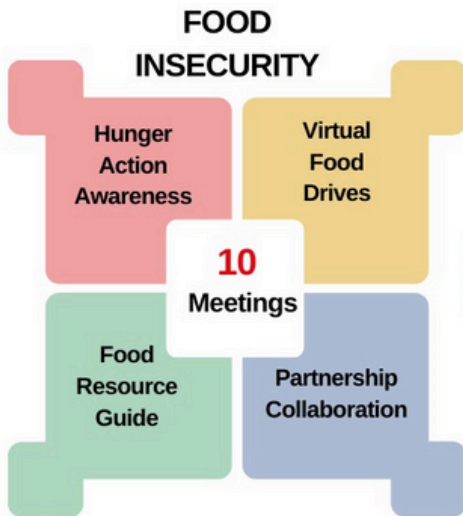 FOOD
INSECURITY
Hunger
Action
Awareness
Virtual
Food
Drives
10
Meetings
Food
Resource
Guide
Partnership
Collaboration